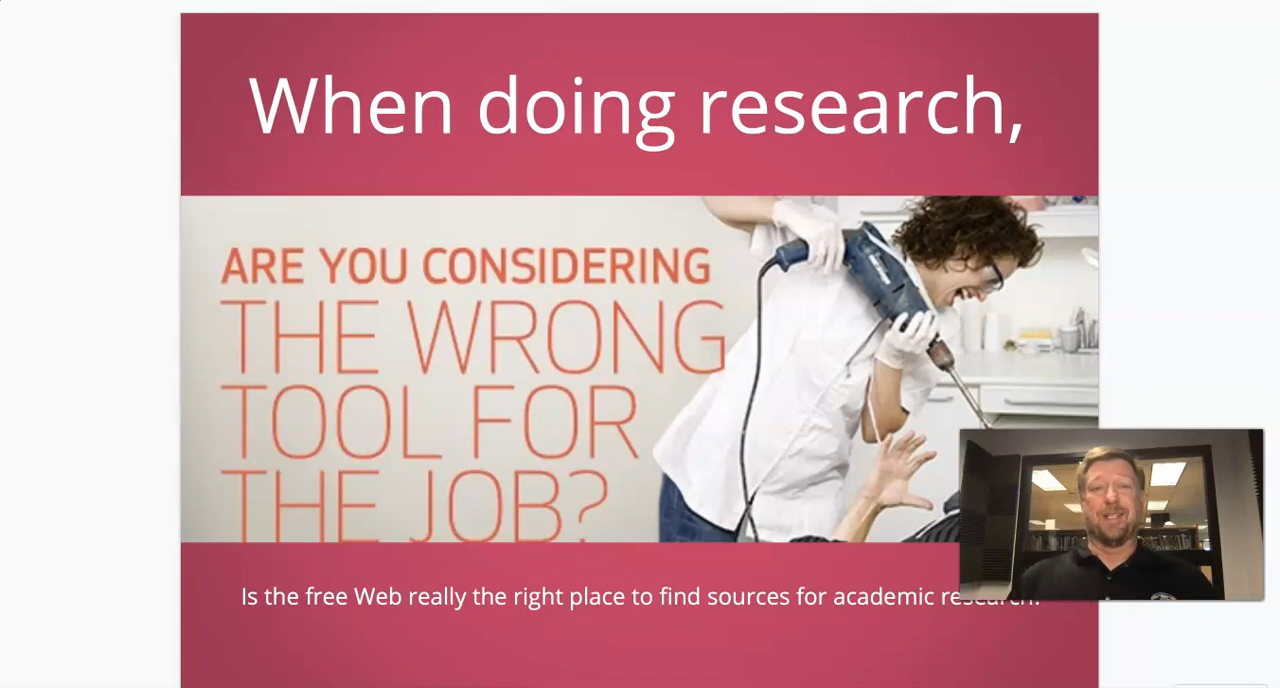 When doing research,
ARE YOU CONSIDERING
THE WRONG
TOOL FOR
THE JOB?
Is the free Web really the right place to find sources for academic research?